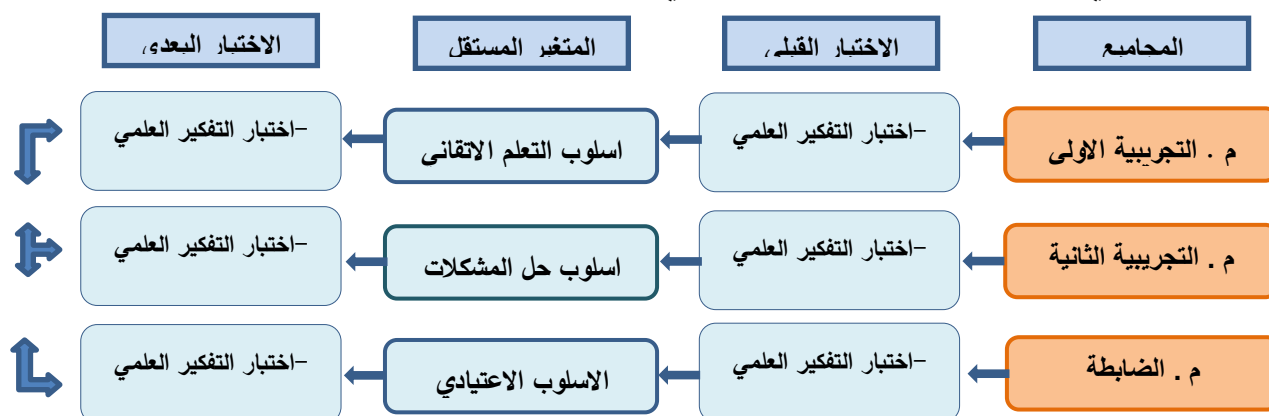 المجاميع
الاختبار القبلي
المتغير المستقل
الاختبار البعدي
م . التجريبية الاولى
-اختبار التفكير العلمي
اسلوب التعلم الاتقاني
-اختبار التفكير العلمي
م . التجريبية الثانية
-اختبار التفكير العلمي
اسلوب حل المشكلات
-اختبار التفكير العلمي
م . الضابطة
-اختبار التفكير العلمي
الاسلوب الاعتيادي
-اختبار التفكير العلمي